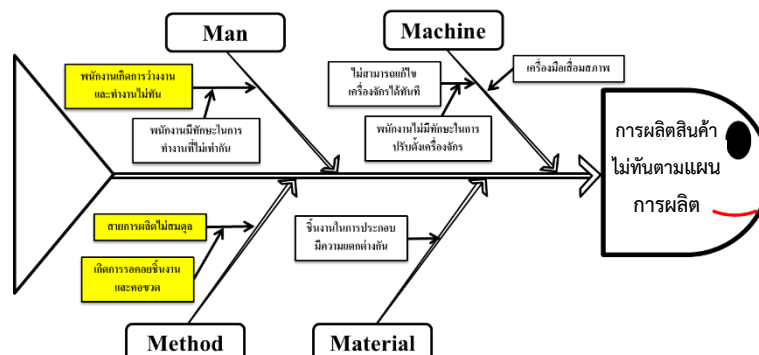 Man
Machine
พนักงานเกิดการว่างงาน
และทำงานไม่ทัน
พนักงานมีทักษะในการ
ทำงานที่ไม่เท่ากัน
ไม่สามารถแก้ไข
เครื่องจักรได้ทันที
เครื่องมือเสื่อมสภาพ
พนักงานไม่มีทักษะในการ
ปรับตั้งเครื่องจักร
การผลิตสินค้า
ไม่ทันตามแผน
การผลิต
สายการผลิตไม่สมดุล
เกิดการรอคอยชิ้นงาน
และคอขวด
ชิ้นงานในการประกอบ
มีความแตกต่างกัน
Method
Material